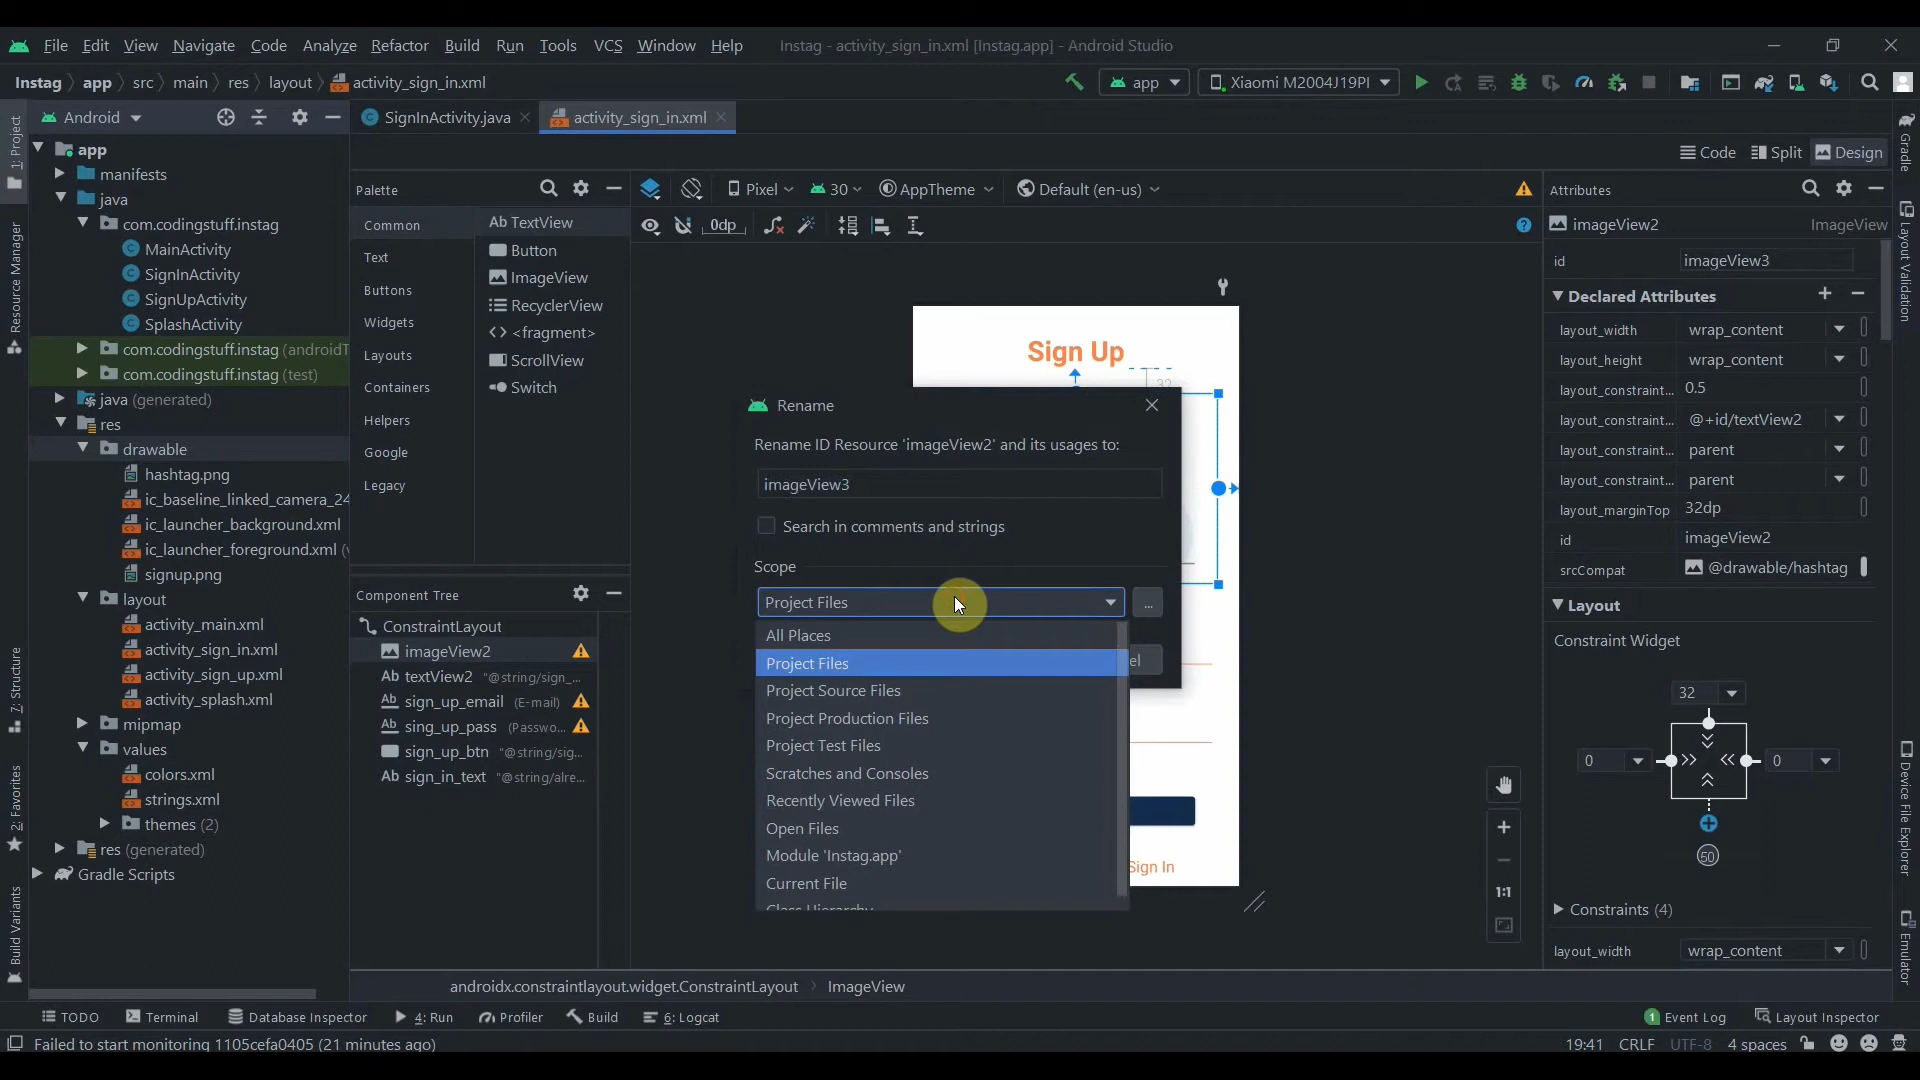 File Edit View Navigate Code Analyze Refactor Build Run Tools VCS Window Help Instag - activity_sign_in.xml [Instag.app] - Android Studio
Instag app src main res layout activity_sign_in.xml app Xiaomi M2004J19PI
1: Project
Resource Manager
7: Structure
2: Favorites
Build Variants
Android
app
manifests
java
com.codingstuff.instag
MainActivity
SignInActivity
SignUpActivity
SplashActivity
com.codingstuff.instag (androidT
com.codingstuff.instag (test)
java (generated)
res
drawable
hashtag.png
ic_baseline_linked_camera_24
ic_launcher_background.xml
ic_launcher_foreground.xml (
signup.png
layout
activity_main.xml
activity_sign_in.xml
activity_sign_up.xml
activity_splash.xml
mipmap
values
colors.xml
strings.xml
themes (2)
res (generated)
Gradle Scripts
SignInActivity.java activity_sign_in.xml
Code Split Design
Palette
Common
Text
Buttons
Widgets
Layouts
Containers
Helpers
Google
Legacy
Ab TextView
Button
ImageView
RecyclerView
<fragment>
ScrollView
Switch
Component Tree
ConstraintLayout
imageView2
Ab textView2 "@string/sign_...
Ab sign_up_email (E-mail)
Ab sing_up_pass (Passwo...
sign_up_btn "@string/sig...
Ab sign_in_text "@string/alre...
Pixel 30 AppTheme Default (en-us)
0dp
Sign Up
32
Rename
Rename ID Resource 'imageView2' and its usages to:
imageView3
Search in comments and strings
Scope
Project Files
...
All Places
Project Files
Project Source Files
Project Production Files
Project Test Files
Scratches and Consoles
Recently Viewed Files
Open Files
Module 'Instag.app'
Current File
Class Hierarchy
el
Sign In
1:1
Attributes
imageView2 ImageView
id imageView3
Declared Attributes
layout_width wrap_content
layout_height wrap_content
layout_constraint... 0.5
layout_constraint... @+id/textView2
layout_constraint... parent
layout_constraint... parent
layout_marginTop 32dp
id imageView2
srcCompat @drawable/hashtag
Layout
Constraint Widget
32
0
0
50
Constraints (4)
layout_width wrap_content
Gradle
Layout Validation
Device File Explorer
Emulator
androidx.constraintlayout.widget.ConstraintLayout ImageView
TODO Terminal Database Inspector 4: Run Profiler Build 6: Logcat 1 Event Log Layout Inspector
Failed to start monitoring 1105cefa0405 (21 minutes ago) 19:41 CRLF UTF-8 4 spaces